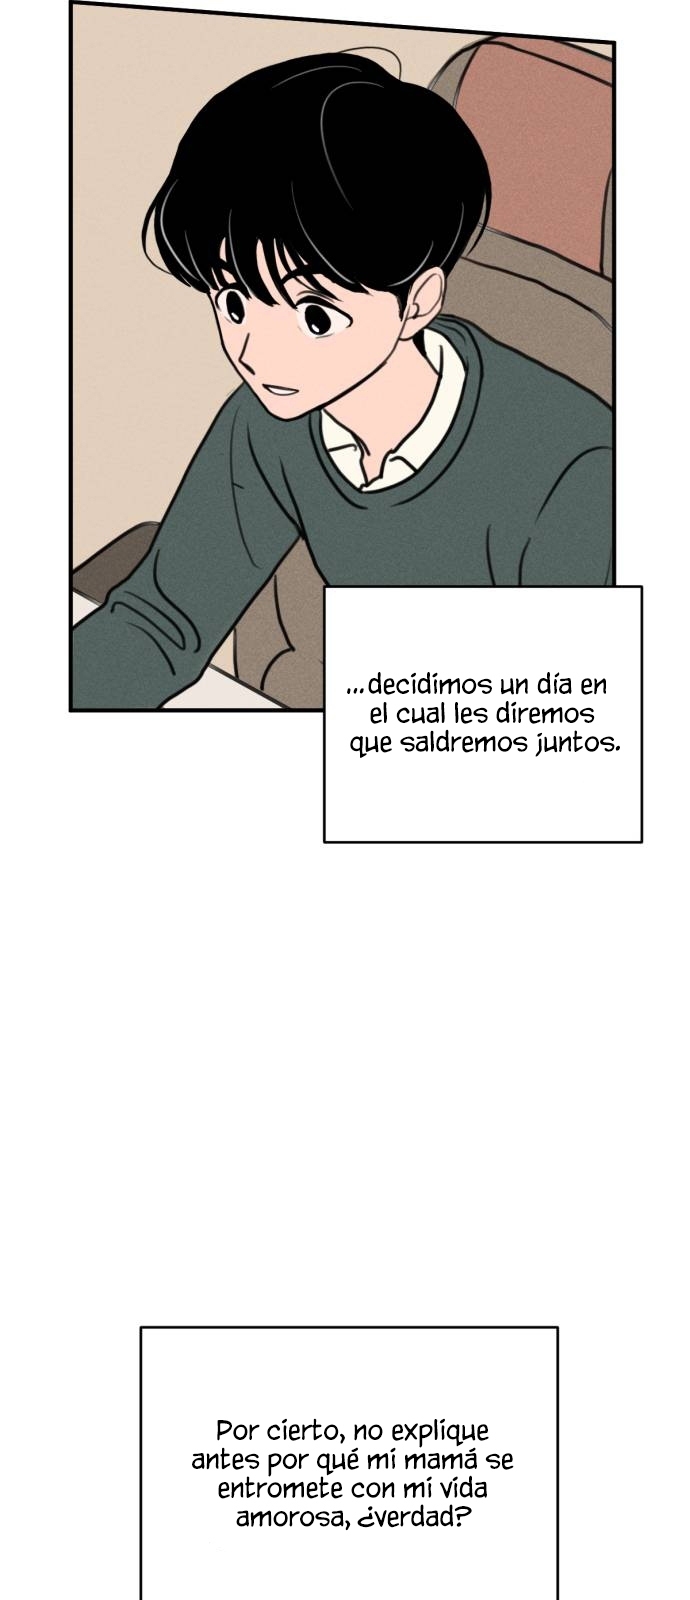 ...decidimos un día en
el cual les diremos
que saldremos juntos.
Por cierto, no explique
antes por qué mi mamá se
entromete con mi vida
amorosa, ¿verdad?